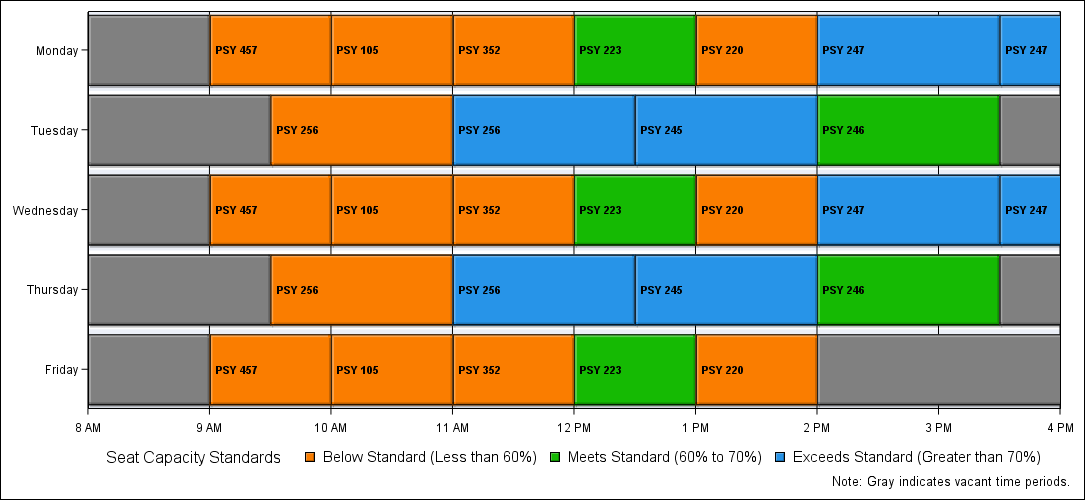 Monday PSY 457 PSY 105 PSY 352 PSY 223 PSY 220 PSY 247 PSY 247
Tuesday PSY 256 PSY 256 PSY 245 PSY 246
Wednesday PSY 457 PSY 105 PSY 352 PSY 223 PSY 220 PSY 247 PSY 247
Thursday PSY 256 PSY 256 PSY 245 PSY 246
Friday PSY 457 PSY 105 PSY 352 PSY 223 PSY 220
8 AM 9 AM 10 AM 11 AM 12 PM 1 PM 2 PM 3 PM 4 PM
Seat Capacity Standards Below Standard (Less than 60%) Meets Standard (60% to 70%) Exceeds Standard (Greater than 70%)
Note: Gray indicates vacant time periods.